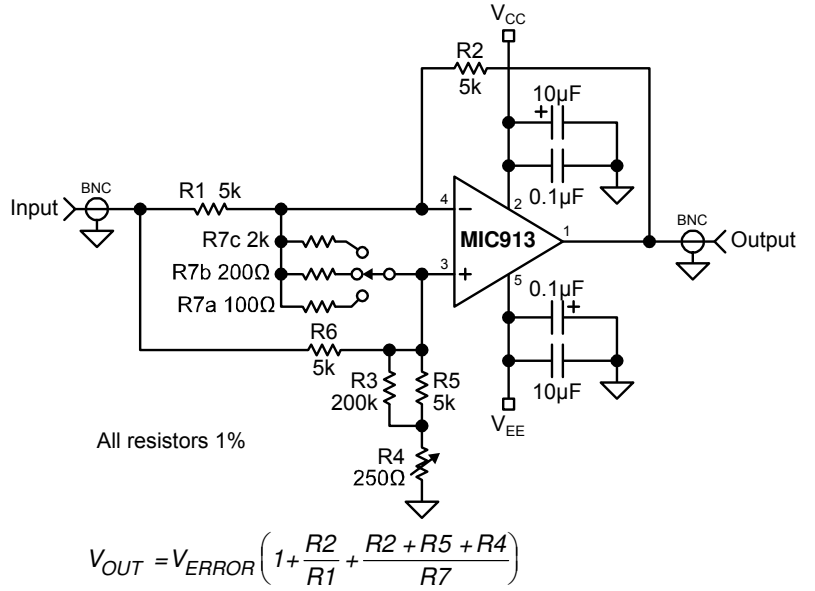 V_CC
R2
5k
10µF
+
0.1µF
2
Input
BNC
R1 5k
4
−
R7c 2k
R7b 200Ω
R7a 100Ω
MIC913
1
BNC
Output
3
+
5
0.1µF
+
10µF
V_EE
R6
5k
R3
200k
R5
5k
R4
250Ω
All resistors 1%
V_OUT = V_ERROR (1 + R2/R1 + (R2 + R5 + R4)/R7)